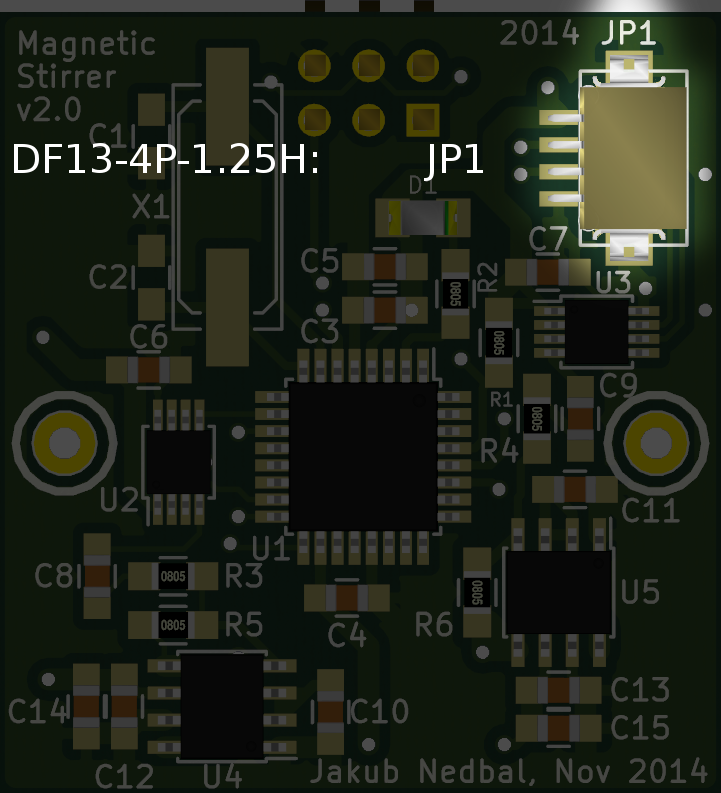 2014 JP1
Magnetic
Stirrer
v2.0
C1
DF13-4P-1.25H: JP1
D1
X1
C7
C5
R2
C2
U3
0805
C3
C6
0805
C9
R1
0805
R4
U2
C11
U1
C8
0805
R3
0805
U5
R5
0805
R6
C4
C13
C14
C10
C15
C12
U4
Jakub Nedbal, Nov 2014